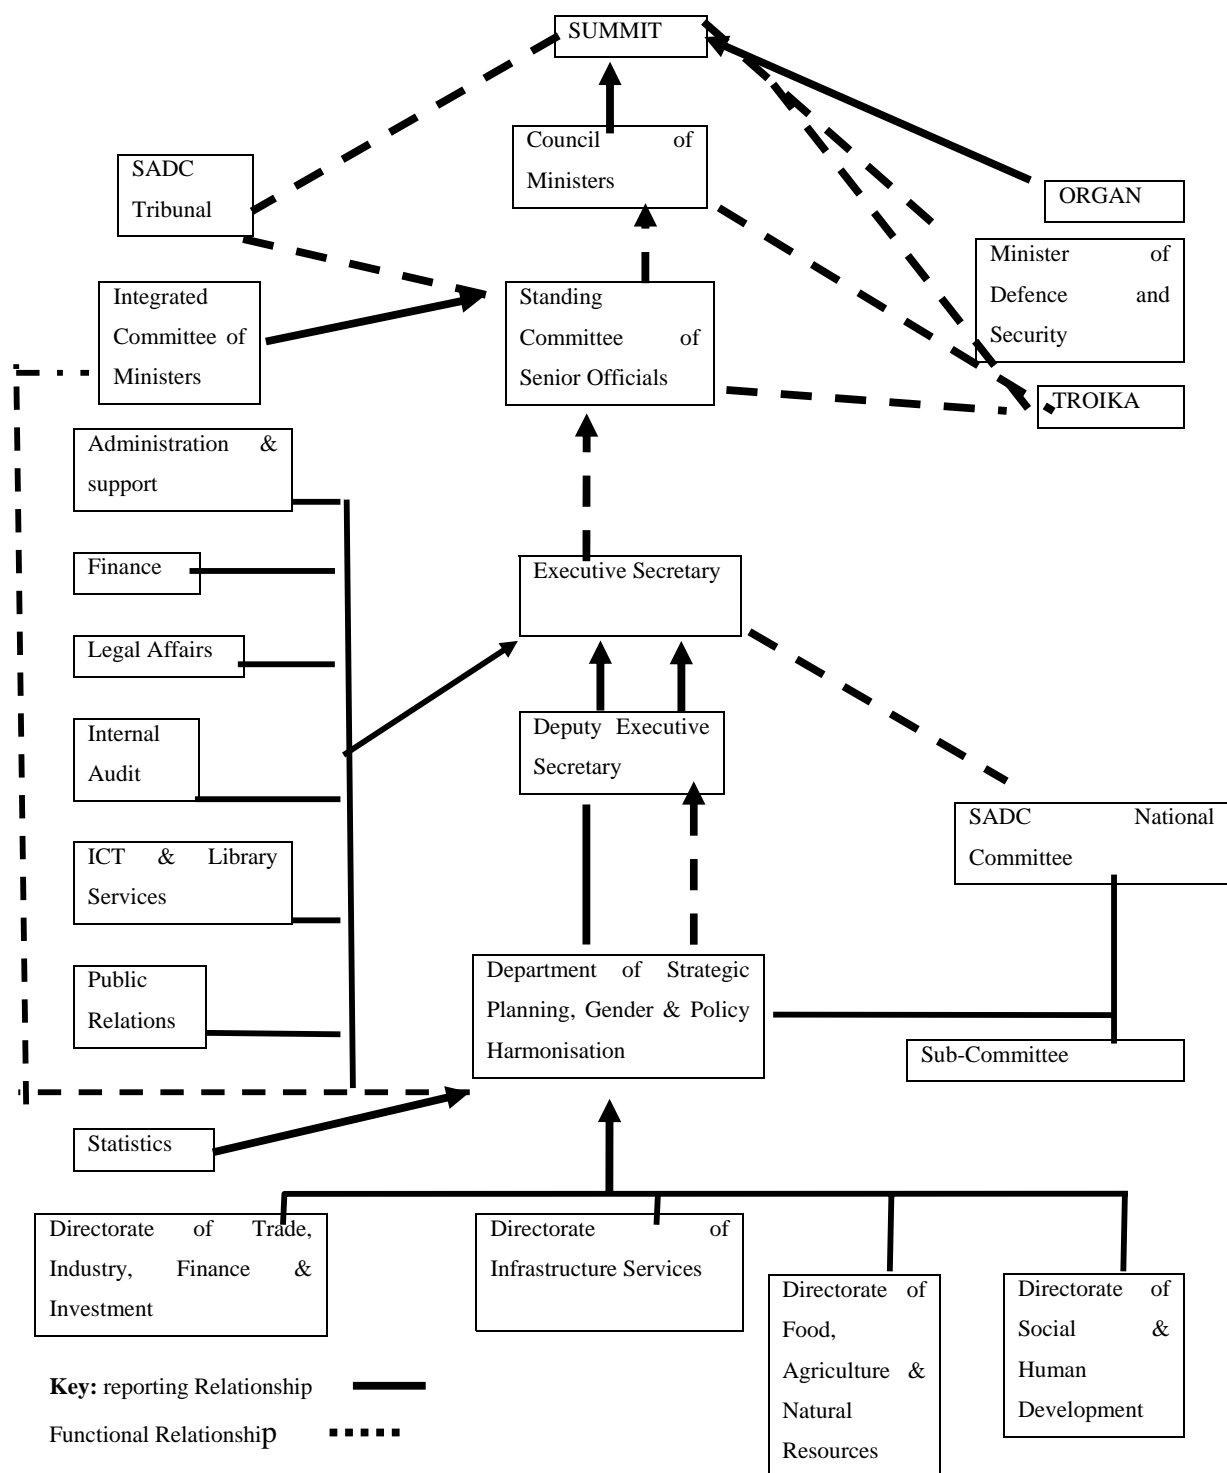 SUMMIT
Council of
Ministers
SADC
Tribunal
ORGAN
Minister of
Defence and
Security
Integrated
Committee of
Ministers
Standing
Committee of
Senior Officials
TROIKA
Administration &
support
Finance
Executive Secretary
Legal Affairs
Internal
Audit
Deputy Executive
Secretary
SADC National
Committee
ICT & Library
Services
Public
Relations
Department of Strategic
Planning, Gender & Policy
Harmonisation
Sub-Committee
Statistics
Directorate of Trade,
Industry, Finance &
Investment
Directorate of
Infrastructure Services
Directorate of
Food,
Agriculture &
Natural
Resources
Directorate of
Social &
Human
Development
Key: reporting Relationship
Functional Relationship